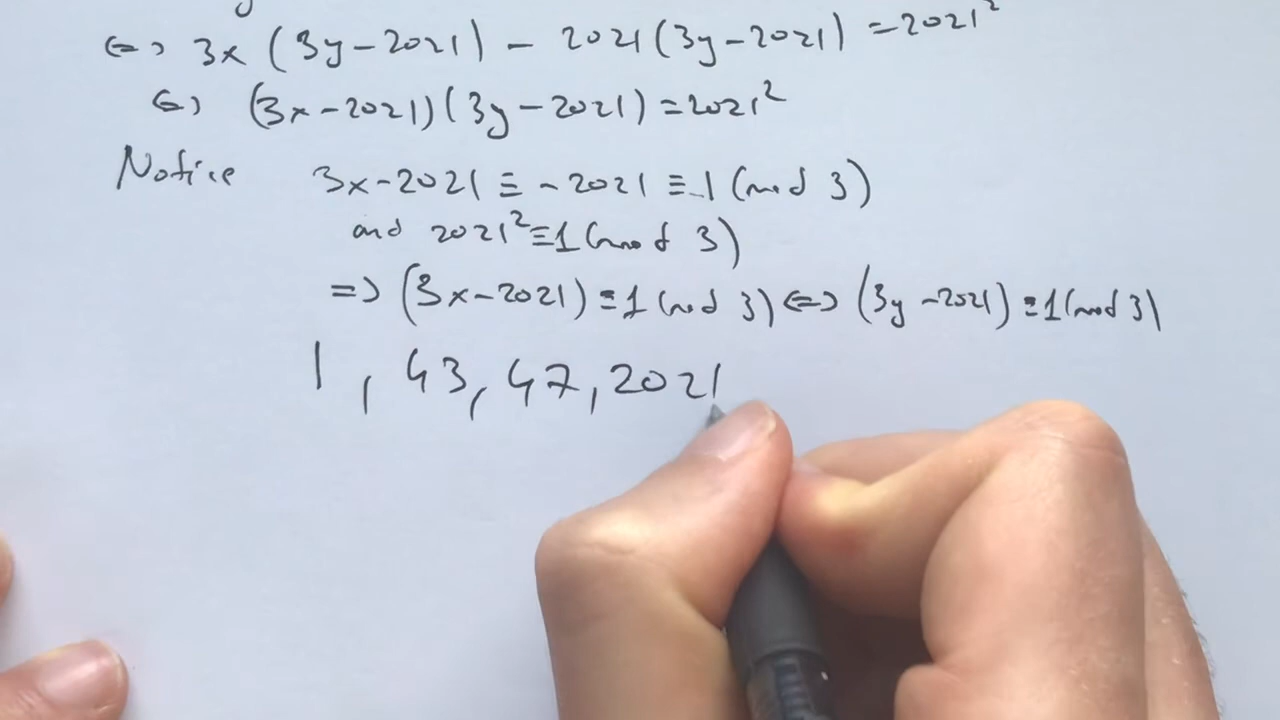 ⇔ 3x (3y-2021) - 2021(3y-2021) = 2021²
⇔ (3x-2021)(3y-2021) = 2021²
Notice 3x-2021 ≡ -2021 ≡ 1 (mod 3)
and 2021² ≡ 1 (mod 3)
=> (3x-2021) ≡ 1 (mod 3) ⇔ (3y-2021) ≡ 1 (mod 3)
1, 43, 47, 2021